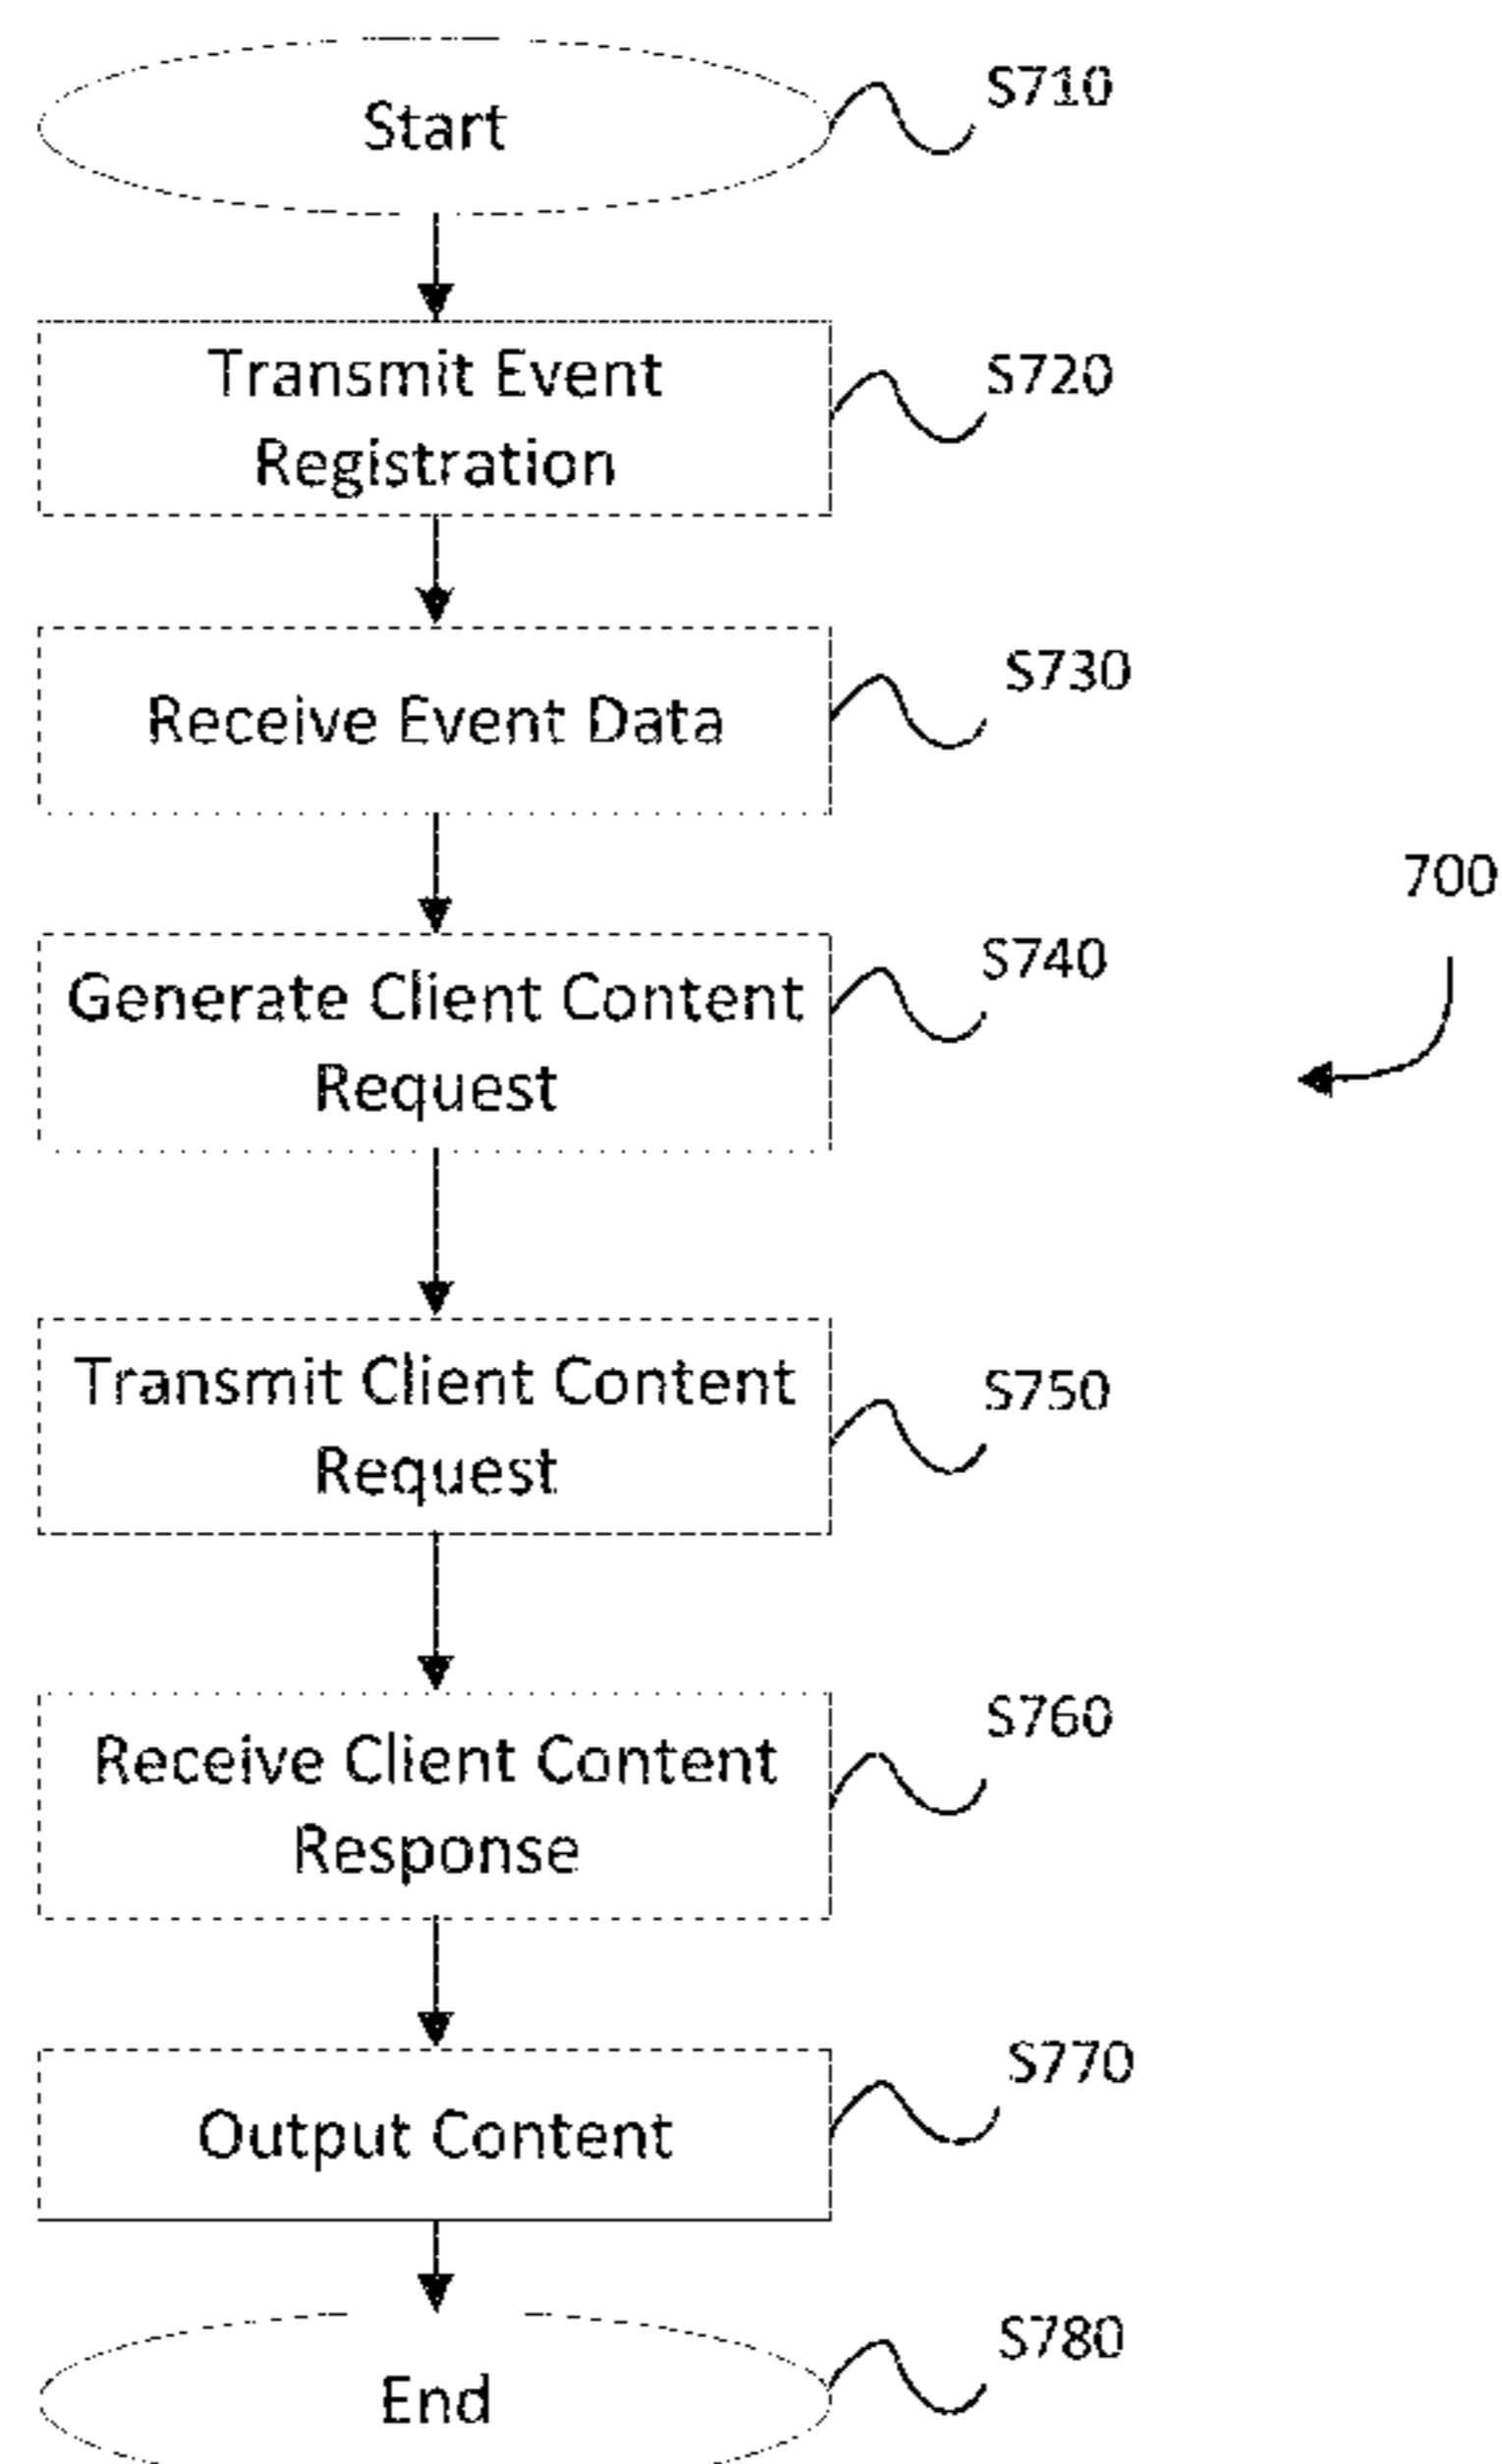 Start
S710
Transmit Event
Registration
S720
Receive Event Data
S730
700
Generate Client Content
Request
S740
Transmit Client Content
Request
S750
Receive Client Content
Response
S760
Output Content
S770
End
S780